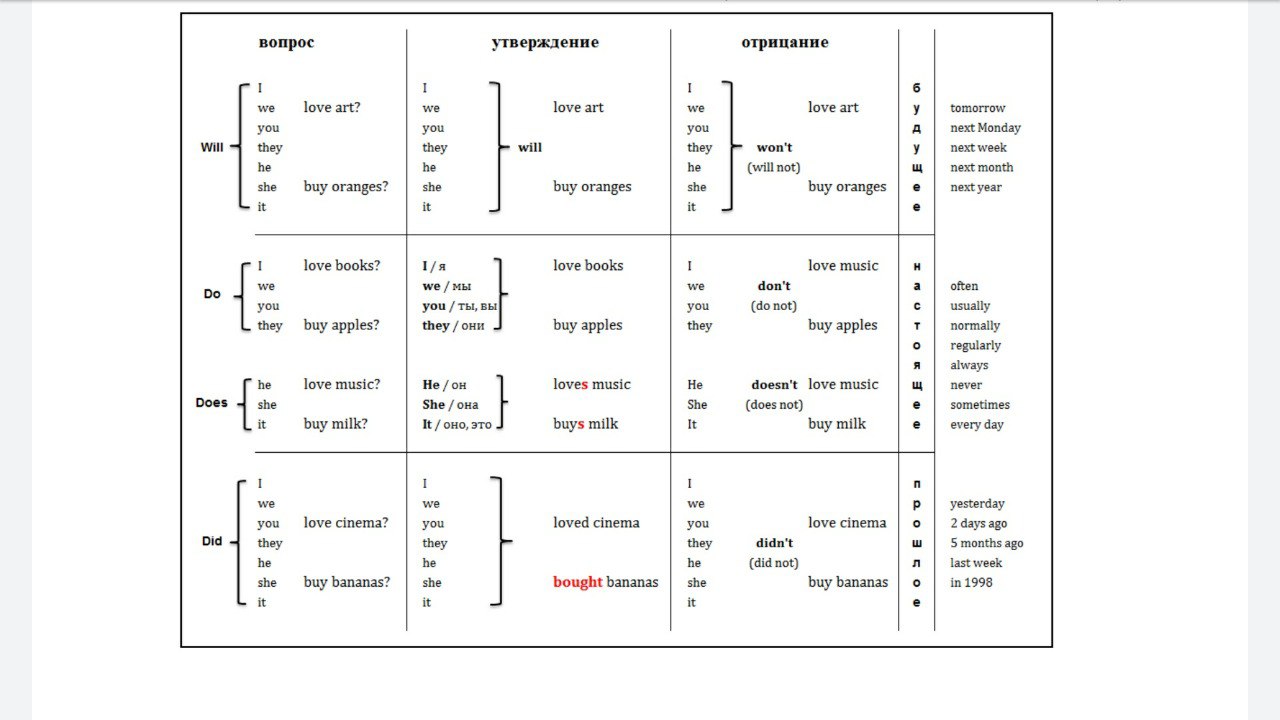 вопрос утверждение отрицание
I I I б
we love art? we love art we love art у tomorrow
you you you д next Monday
Will they they will they won't у next week
he he he (will not) щ next month
she buy oranges? she buy oranges she buy oranges е next year
it it it е
I love books? I / я love books I love music н
Do we we / мы we don't а often
you you / ты, вы you (do not) с usually
they buy apples? they / они buy apples they buy apples т normally
о regularly
я always
he love music? He / он loves music He doesn't love music щ never
Does she She / она She (does not) е sometimes
it buy milk? It / оно, это buys milk It buy milk е every day
I I I п
we we we р yesterday
you love cinema? you loved cinema you love cinema о 2 days ago
Did they they they didn't ш 5 months ago
he he he (did not) л last week
she buy bananas? she bought bananas she buy bananas о in 1998
it it it е